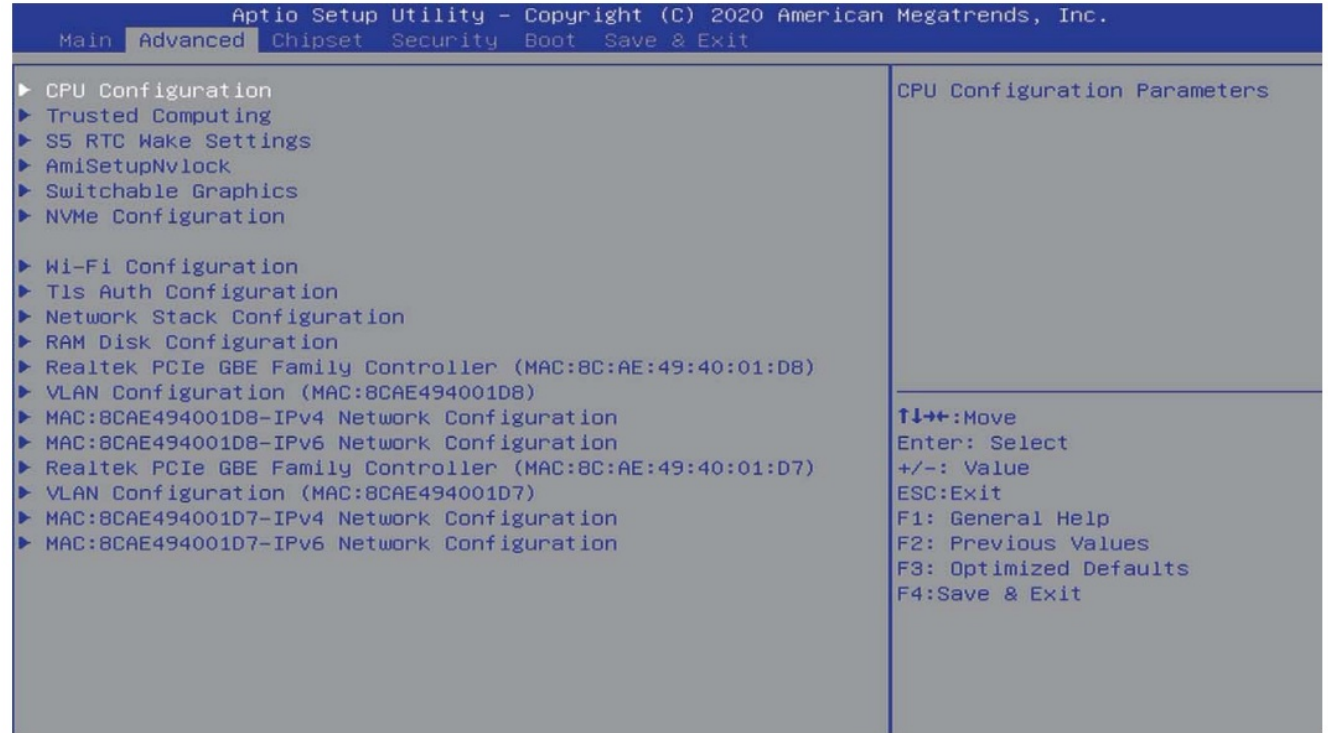 Aptio Setup Utility – Copyright (C) 2020 American Megatrends, Inc.
Main Advanced Chipset Security Boot Save & Exit
▶ CPU Configuration
▶ Trusted Computing
▶ S5 RTC Wake Settings
▶ AmiSetupNvlock
▶ Switchable Graphics
▶ NVMe Configuration
▶ Wi-Fi Configuration
▶ Tls Auth Configuration
▶ Network Stack Configuration
▶ RAM Disk Configuration
▶ Realtek PCIe GBE Family Controller (MAC:8C:AE:49:40:01:D8)
▶ VLAN Configuration (MAC:8CAE494001D8)
▶ MAC:8CAE494001D8-IPv4 Network Configuration
▶ MAC:8CAE494001D8-IPv6 Network Configuration
▶ Realtek PCIe GBE Family Controller (MAC:8C:AE:49:40:01:D7)
▶ VLAN Configuration (MAC:8CAE494001D7)
▶ MAC:8CAE494001D7-IPv4 Network Configuration
▶ MAC:8CAE494001D7-IPv6 Network Configuration
CPU Configuration Parameters
↑↓→←:Move
Enter: Select
+/-: Value
ESC:Exit
F1: General Help
F2: Previous Values
F3: Optimized Defaults
F4:Save & Exit